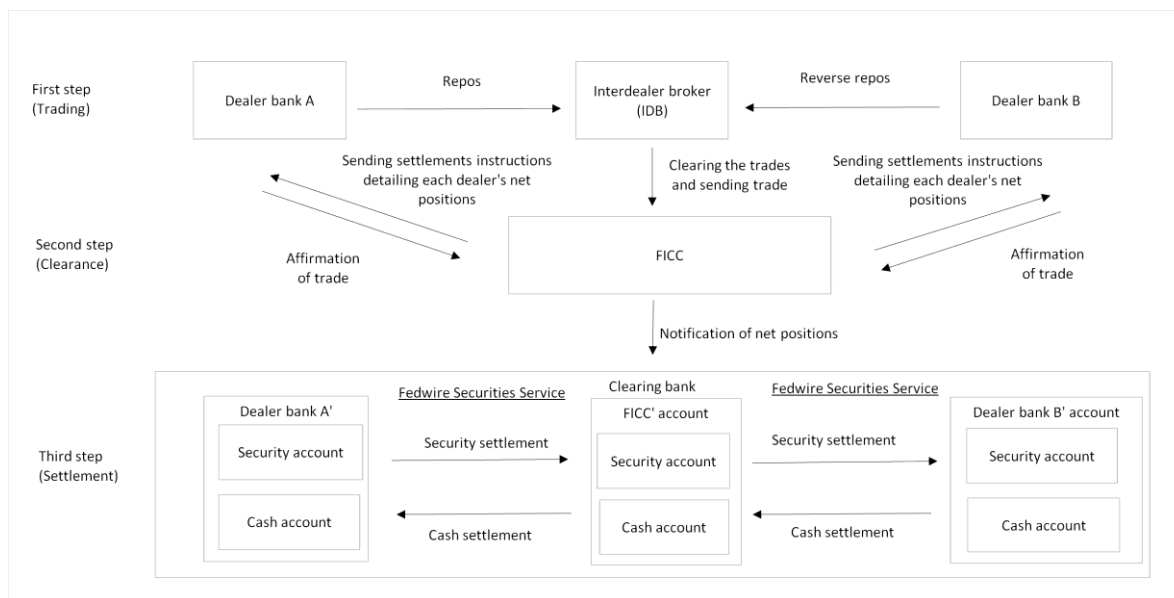 First step
(Trading)
Dealer bank A
Repos
Interdealer broker
(IDB)
Reverse repos
Dealer bank B
Sending settlements instructions
detailing each dealer's net
positions
Clearing the trades
and sending trade
Sending settlements instructions
detailing each dealer's net
positions
Second step
(Clearance)
Affirmation
of trade
FICC
Affirmation
of trade
Notification of net positions
Third step
(Settlement)
Dealer bank A'
Security account
Cash account
Fedwire Securities Service
Security settlement
Cash settlement
Clearing bank
FICC' account
Security account
Cash account
Fedwire Securities Service
Security settlement
Cash settlement
Dealer bank B' account
Security account
Cash account